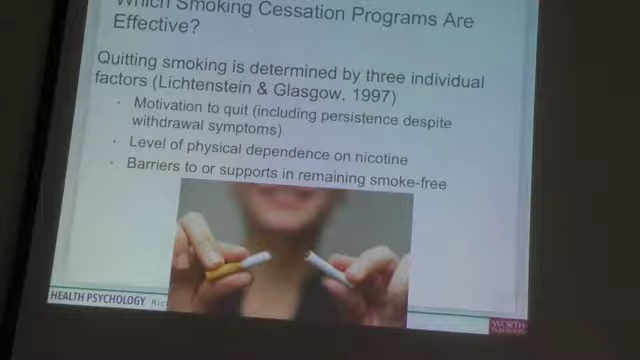 Which Smoking Cessation Programs Are
Effective?
Quitting smoking is determined by three individual
factors (Lichtenstein & Glasgow, 1997)
· Motivation to quit (including persistence despite
withdrawal symptoms)
· Level of physical dependence on nicotine
· Barriers to or supports in remaining smoke-free
HEALTH PSYCHOLOGY
WORTH